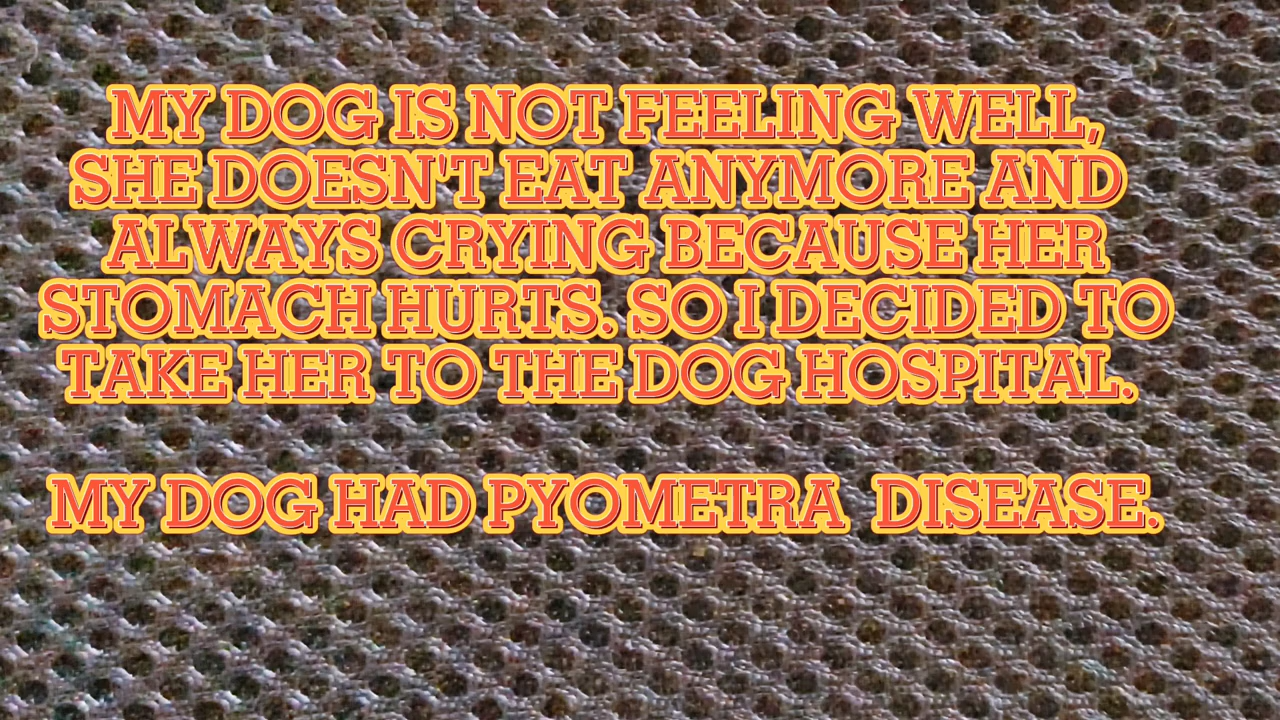 MY DOG IS NOT FEELING WELL,
SHE DOESN'T EAT ANYMORE AND
ALWAYS CRYING BECAUSE HER
STOMACH HURTS. SO I DECIDED TO
TAKE HER TO THE DOG HOSPITAL.
MY DOG HAD PYOMETRA DISEASE.